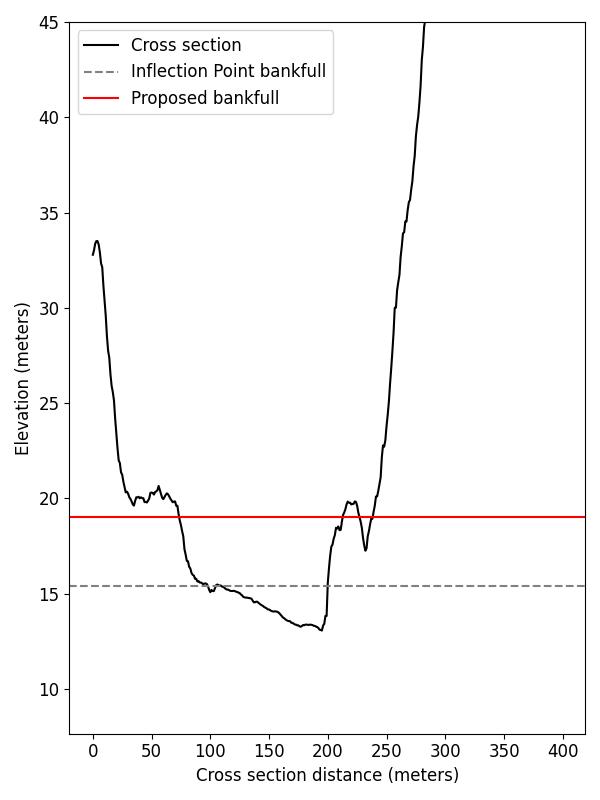 Cross section
Inflection Point bankfull
Proposed bankfull
45
40
35
30
25
20
15
10
Elevation (meters)
0 50 100 150 200 250 300 350 400
Cross section distance (meters)